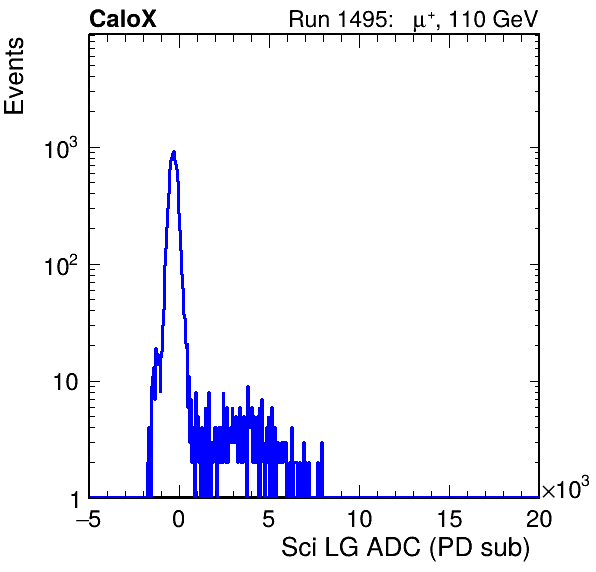 CaloX Run 1495: μ⁺, 110 GeV
Events
10³
10²
10
1
−5 0 5 10 15 20 ×10³
Sci LG ADC (PD sub)